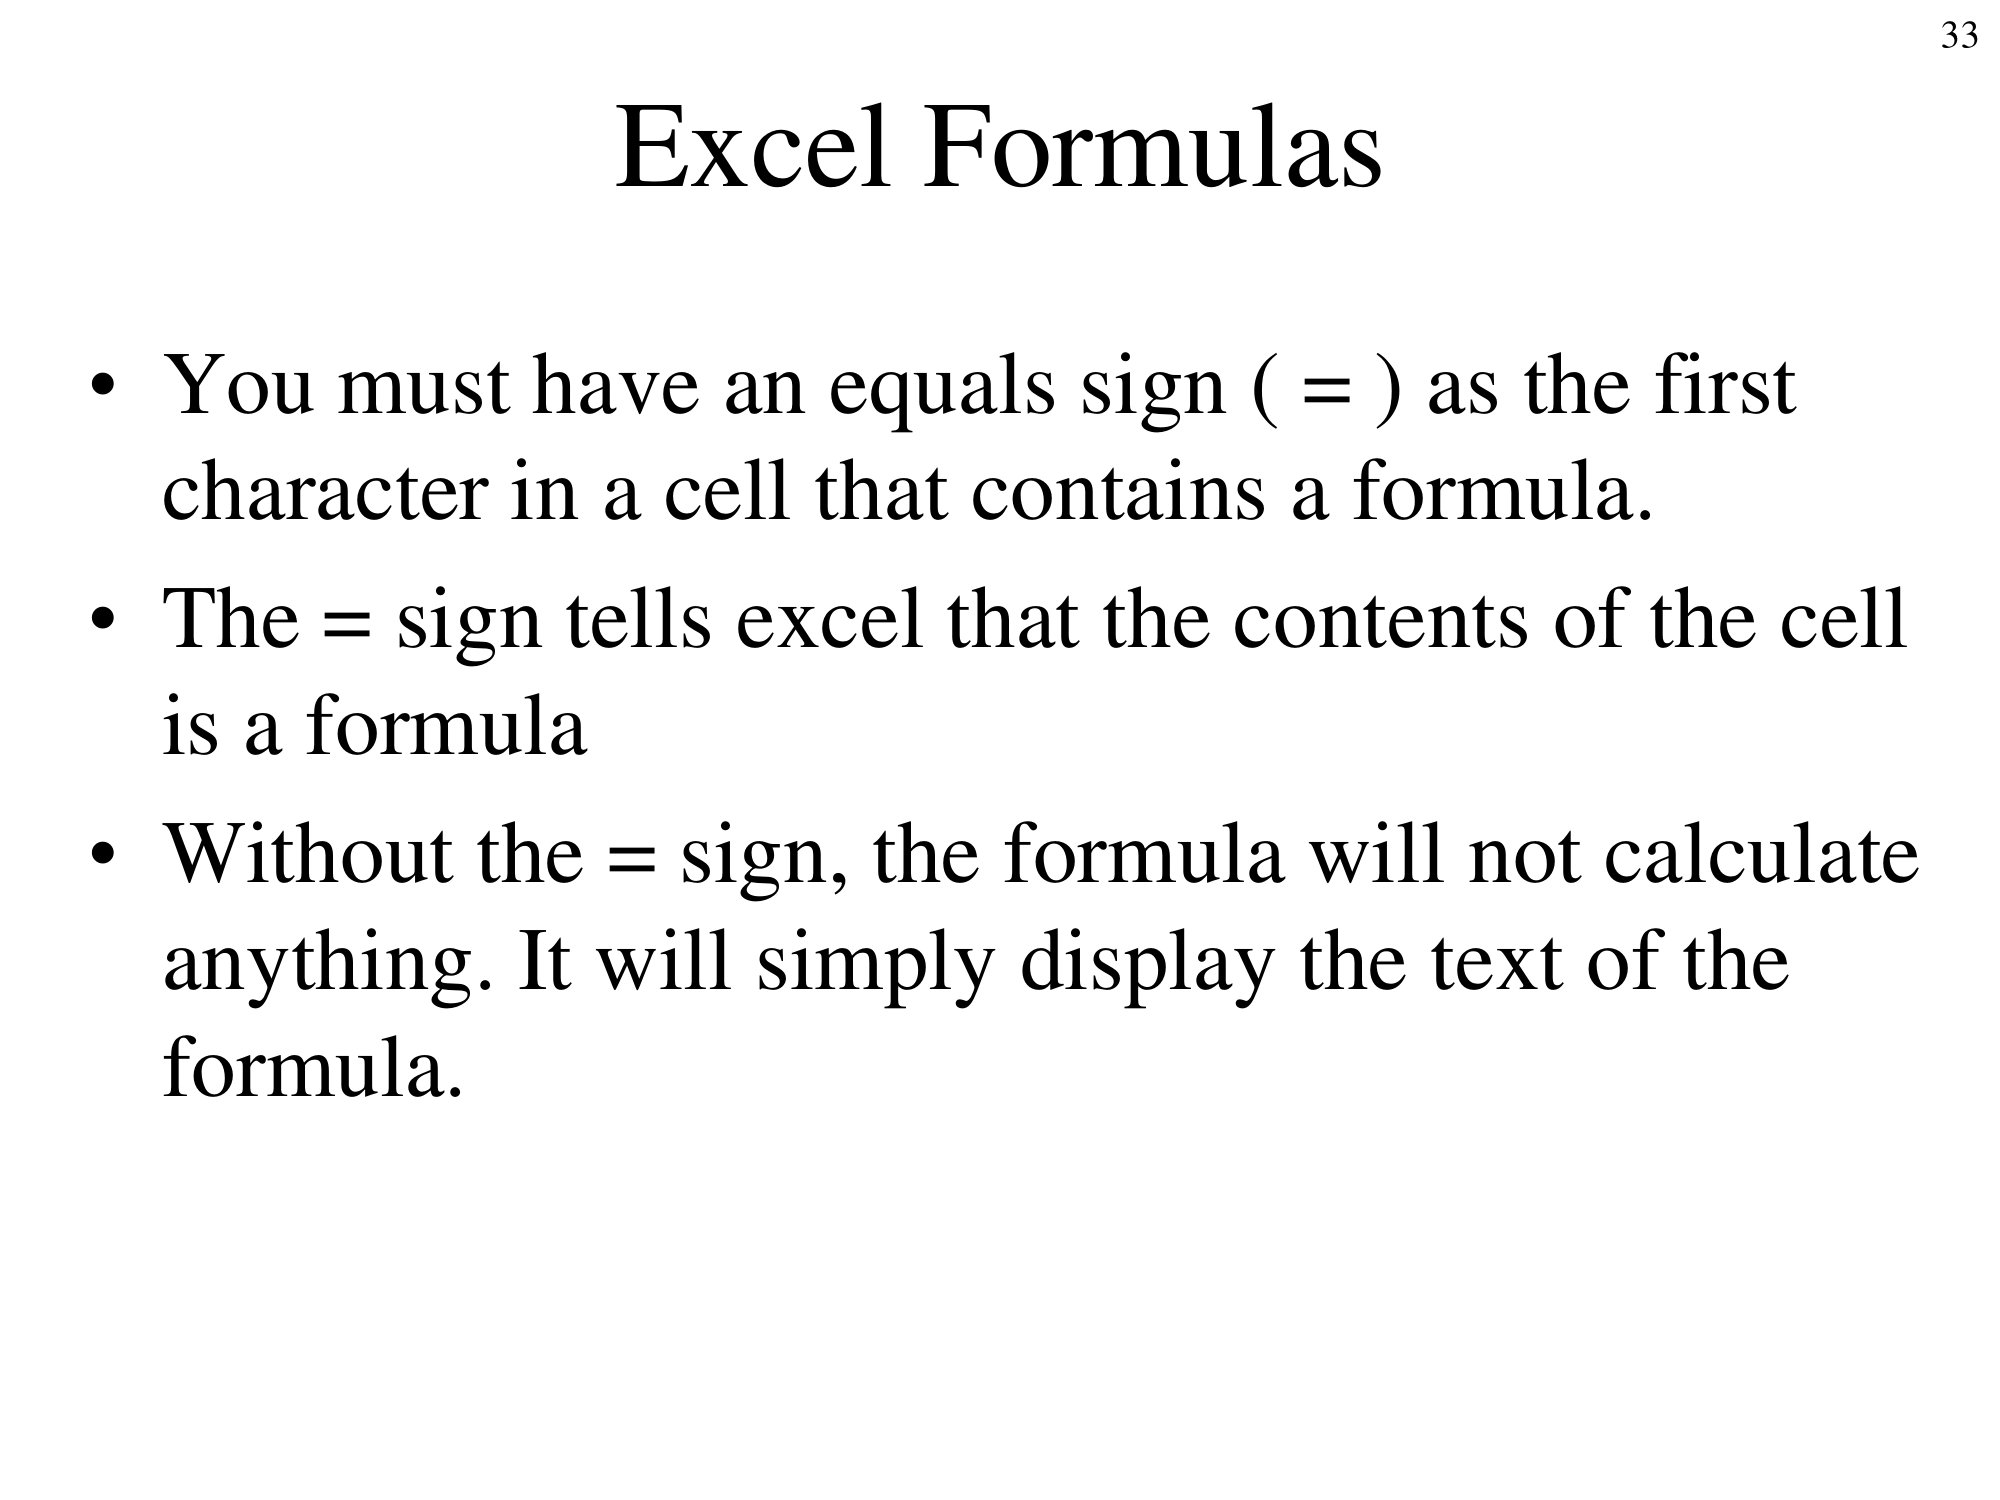 33
Excel Formulas
• You must have an equals sign ( = ) as the first
character in a cell that contains a formula.
• The = sign tells excel that the contents of the cell
is a formula
• Without the = sign, the formula will not calculate
anything. It will simply display the text of the
formula.